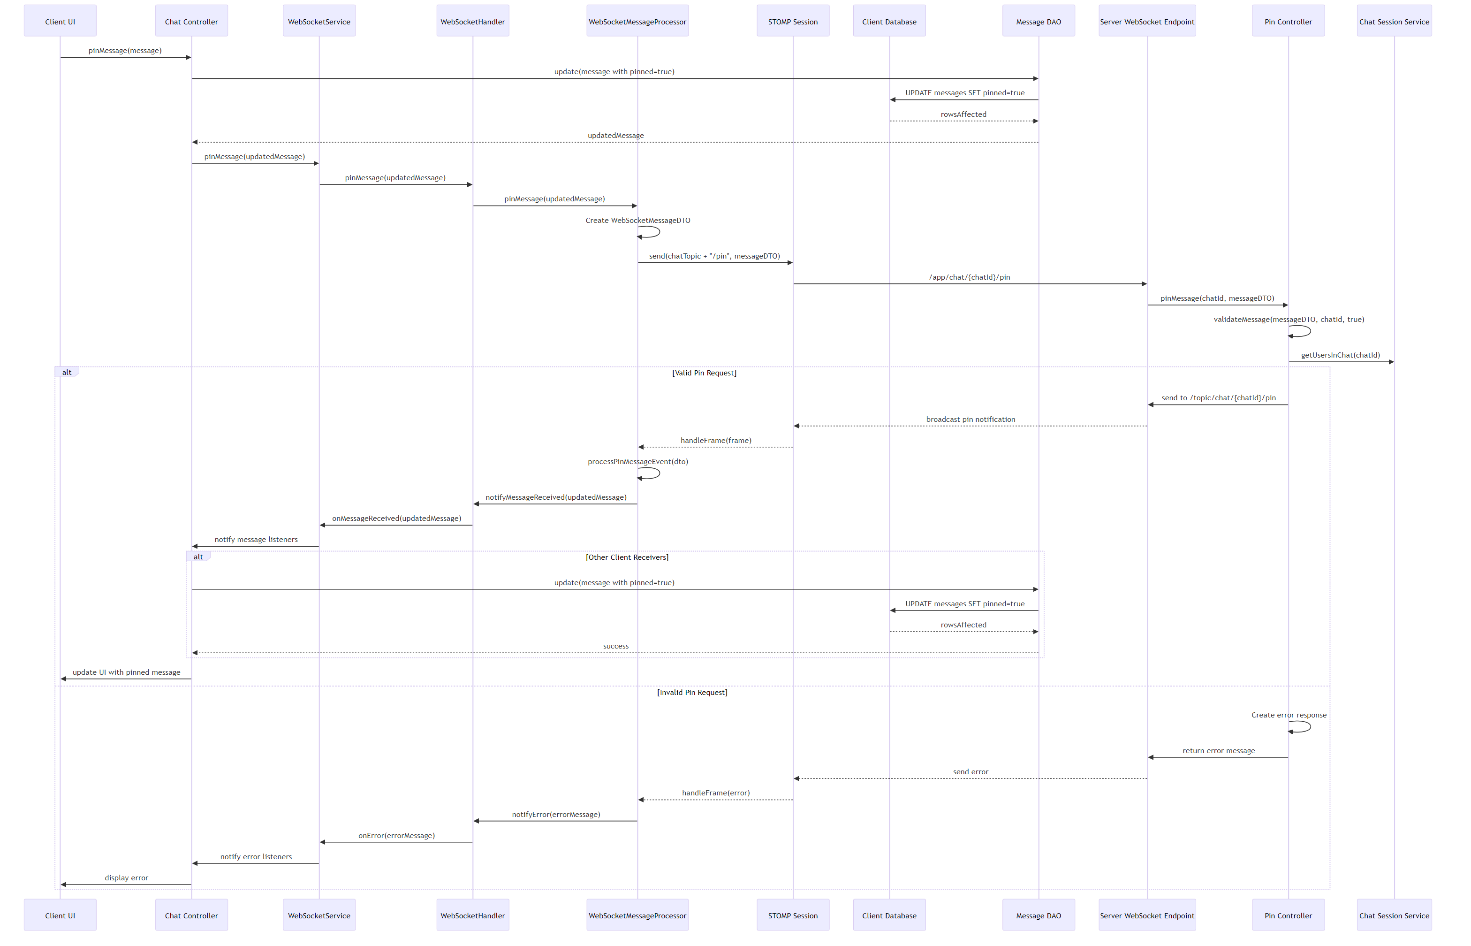 Client UI
Chat Controller
WebSocketService
WebSocketHandler
WebSocketMessageProcessor
STOMP Session
Client Database
Message DAO
Server WebSocket Endpoint
Pin Controller
Chat Session Service
pinMessage(message)
update(message with pinned=true)
UPDATE messages SET pinned=true
rowsAffected
updatedMessage
pinMessage(updatedMessage)
pinMessage(updatedMessage)
pinMessage(updatedMessage)
Create WebSocketMessageDTO
send(chatTopic + "/pin", messageDTO)
/app/chat/{chatId}/pin
pinMessage(chatId, messageDTO)
validateMessage(messageDTO, chatId, true)
getUsersInChat(chatId)
alt
[Valid Pin Request]
send to /topic/chat/{chatId}/pin
broadcast pin notification
handleFrame(frame)
processPinMessageEvent(dto)
notifyMessageReceived(updatedMessage)
onMessageReceived(updatedMessage)
notify message listeners
alt
[Other Client Receivers]
update(message with pinned=true)
UPDATE messages SET pinned=true
rowsAffected
success
update UI with pinned message
[Invalid Pin Request]
Create error response
return error message
send error
handleFrame(error)
notifyError(errorMessage)
onError(errorMessage)
notify error listeners
display error
Client UI
Chat Controller
WebSocketService
WebSocketHandler
WebSocketMessageProcessor
STOMP Session
Client Database
Message DAO
Server WebSocket Endpoint
Pin Controller
Chat Session Service